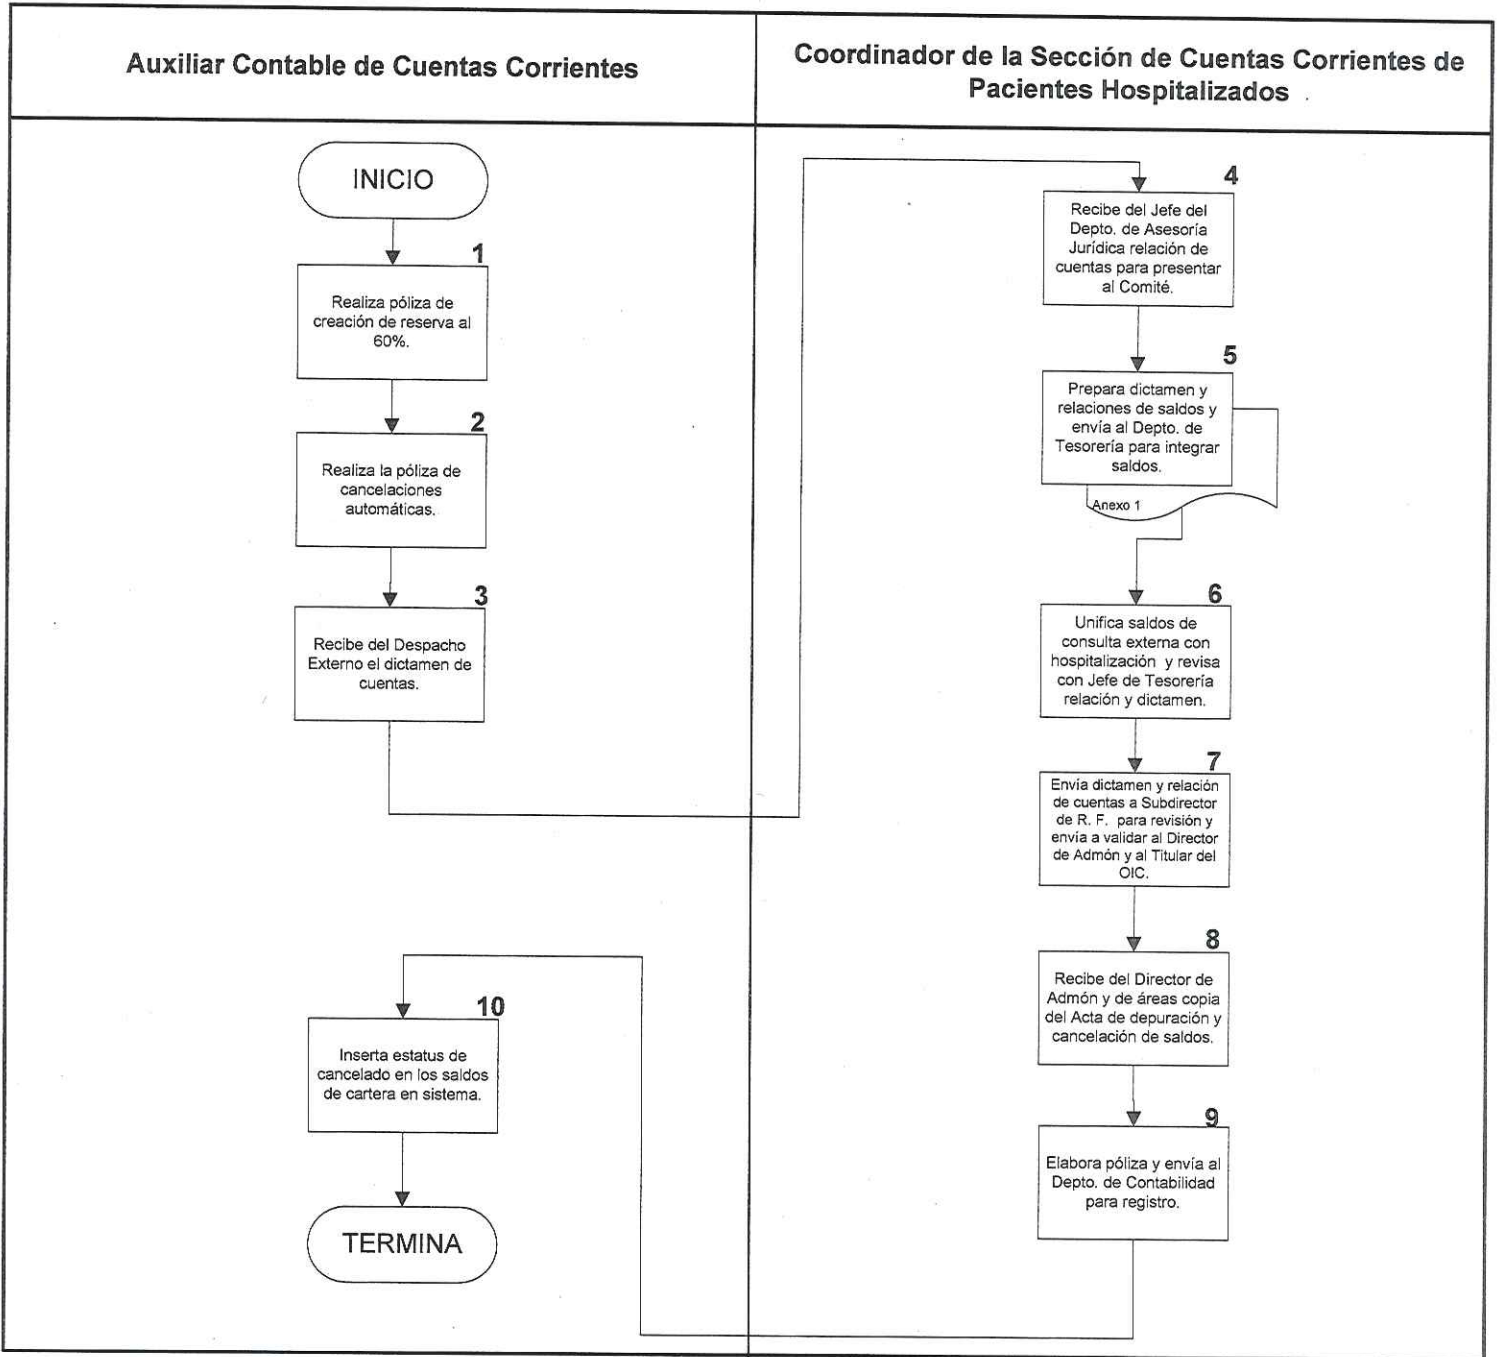 Auxiliar Contable de Cuentas Corrientes
Coordinador de la Sección de Cuentas Corrientes de
Pacientes Hospitalizados
INICIO
1
Realiza póliza de
creación de reserva al
60%.
2
Realiza la póliza de
cancelaciones
automáticas.
3
Recibe del Despacho
Externo el dictamen de
cuentas.
4
Recibe del Jefe del
Depto. de Asesoría
Jurídica relación de
cuentas para presentar
al Comité.
5
Prepara dictamen y
relaciones de saldos y
envía al Depto. de
Tesorería para integrar
saldos.
Anexo 1
6
Unifica saldos de
consulta externa con
hospitalización y revisa
con Jefe de Tesorería
relación y dictamen.
7
Envía dictamen y relación
de cuentas a Subdirector
de R. F. para revisión y
envía a validar al Director
de Admón y al Titular del
OIC.
8
Recibe del Director de
Admón y de áreas copia
del Acta de depuración y
cancelación de saldos.
9
Elabora póliza y envía al
Depto. de Contabilidad
para registro.
10
Inserta estatus de
cancelado en los saldos
de cartera en sistema.
TERMINA